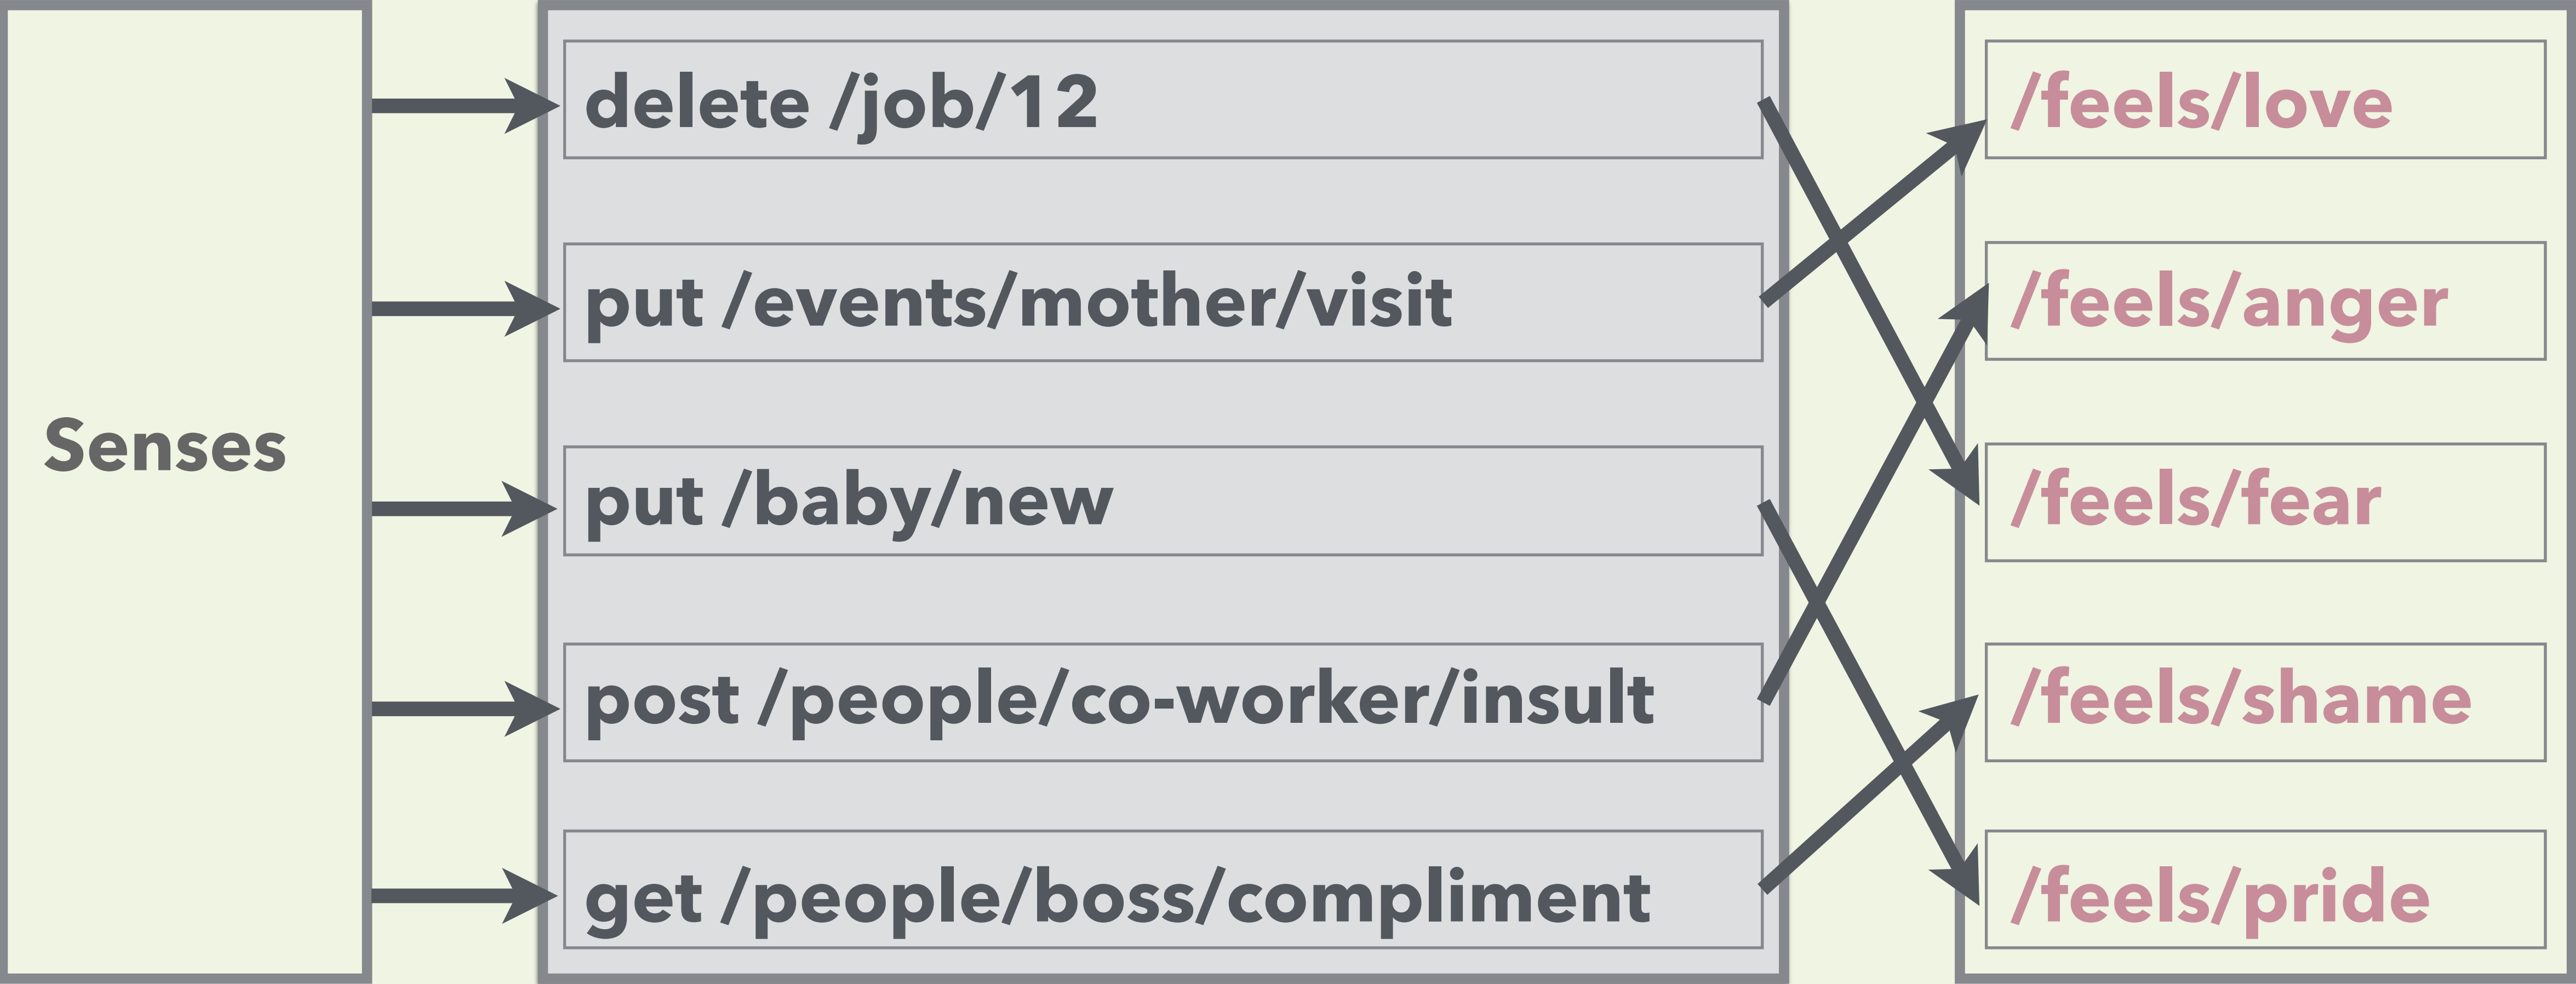 Senses
delete /job/12
put /events/mother/visit
put /baby/new
post /people/co-worker/insult
get /people/boss/compliment
/feels/love
/feels/anger
/feels/fear
/feels/shame
/feels/pride